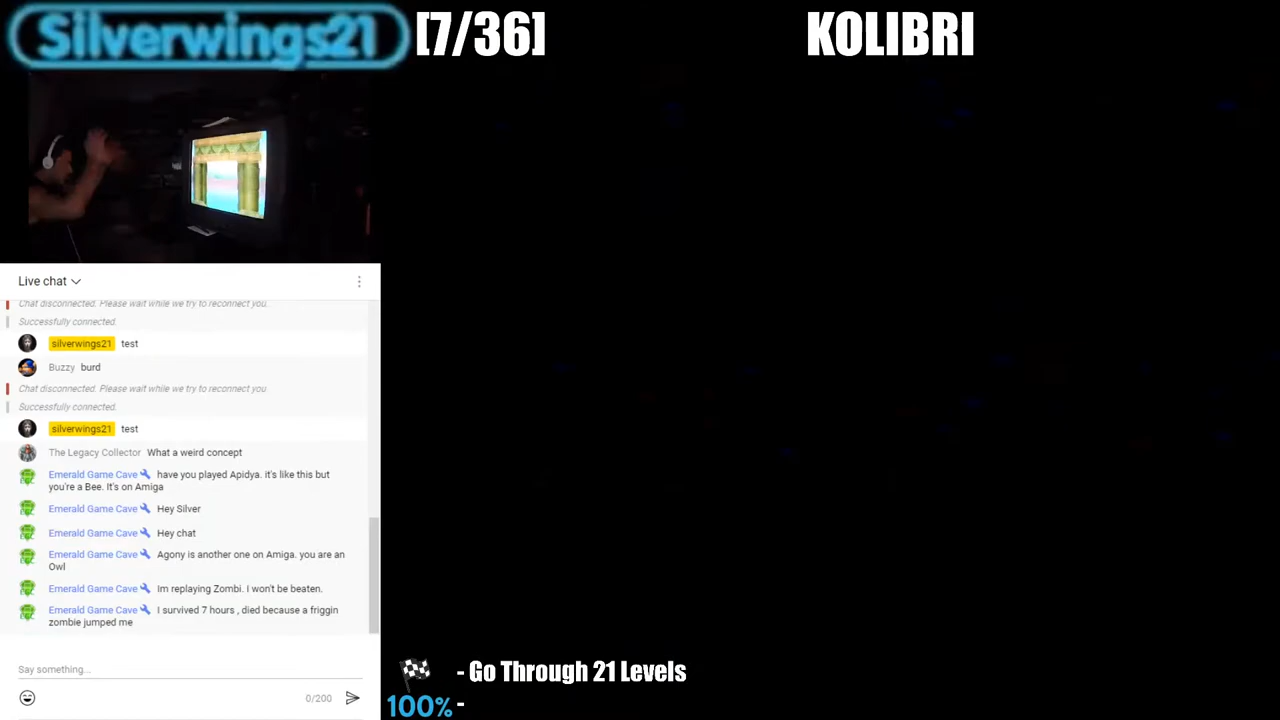 Silverwings21 [7/36] KOLIBRI
Live chat
Chat disconnected. Please wait while we try to reconnect you.
Successfully connected.
silverwings21 test
Buzzy burd
Chat disconnected. Please wait while we try to reconnect you.
Successfully connected.
silverwings21 test
The Legacy Collector What a weird concept
Emerald Game Cave have you played Apidya. it's like this but
you're a Bee. It's on Amiga
Emerald Game Cave Hey Silver
Emerald Game Cave Hey chat
Emerald Game Cave Agony is another one on Amiga. you are an
Owl
Emerald Game Cave Im replaying Zombi. I won't be beaten.
Emerald Game Cave I survived 7 hours , died because a friggin
zombie jumped me
Say something...
0/200
- Go Through 21 Levels
100% -